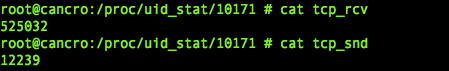 root@cancro:/proc/uid_stat/10171 # cat tcp_rcv
525032
root@cancro:/proc/uid_stat/10171 # cat tcp_snd
12239